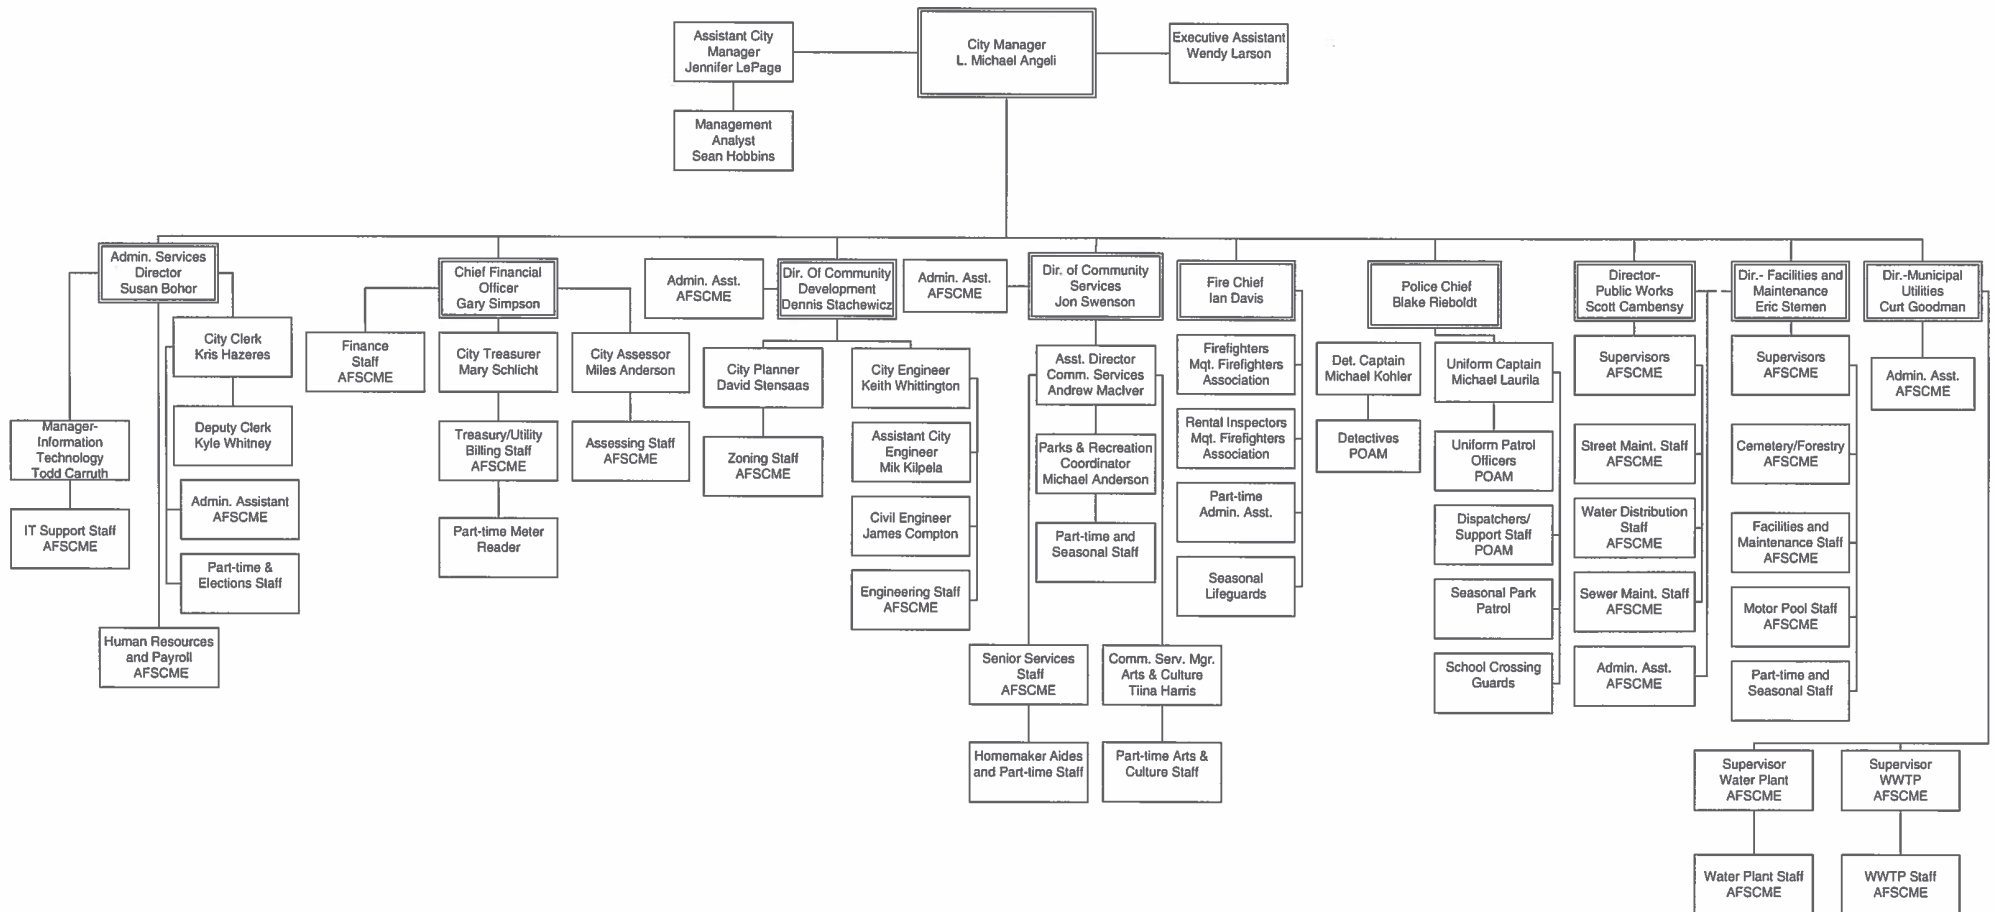 Assistant City
Manager
Jennifer LePage
City Manager
L. Michael Angeli
Executive Assistant
Wendy Larson
Management
Analyst
Sean Hobbins
Admin. Services
Director
Susan Bohor
City Clerk
Kris Hazeres
Deputy Clerk
Kyle Whitney
Manager-
Information
Technology
Todd Carruth
IT Support Staff
AFSCME
Admin. Assistant
AFSCME
Part-time &
Elections Staff
Human Resources
and Payroll
AFSCME
Chief Financial
Officer
Gary Simpson
Finance
Staff
AFSCME
City Treasurer
Mary Schlicht
City Assessor
Miles Anderson
Treasury/Utility
Billing Staff
AFSCME
Assessing Staff
AFSCME
Part-time Meter
Reader
Admin. Asst.
AFSCME
Dir. Of Community
Development
Dennis Stachewicz
City Planner
David Stensaas
Zoning Staff
AFSCME
City Engineer
Keith Whittington
Assistant City
Engineer
Mik Kilpela
Civil Engineer
James Compton
Engineering Staff
AFSCME
Admin. Asst.
AFSCME
Dir. of Community
Services
Jon Swenson
Asst. Director
Comm. Services
Andrew MacIver
Parks & Recreation
Coordinator
Michael Anderson
Part-time and
Seasonal Staff
Senior Services
Staff
AFSCME
Homemaker Aides
and Part-time Staff
Comm. Serv. Mgr.
Arts & Culture
Tiina Harris
Part-time Arts &
Culture Staff
Fire Chief
Ian Davis
Firefighters
Mqt. Firefighters
Association
Rental Inspectors
Mqt. Firefighters
Association
Part-time
Admin. Asst.
Seasonal
Lifeguards
Police Chief
Blake Rieboldt
Det. Captain
Michael Kohler
Detectives
POAM
Uniform Captain
Michael Laurila
Uniform Patrol
Officers
POAM
Dispatchers/
Support Staff
POAM
Seasonal Park
Patrol
School Crossing
Guards
Director-
Public Works
Scott Cambensy
Supervisors
AFSCME
Street Maint. Staff
AFSCME
Water Distribution
Staff
AFSCME
Sewer Maint. Staff
AFSCME
Admin. Asst.
AFSCME
Dir.- Facilities and
Maintenance
Eric Stemen
Supervisors
AFSCME
Cemetery/Forestry
AFSCME
Facilities and
Maintenance Staff
AFSCME
Motor Pool Staff
AFSCME
Part-time and
Seasonal Staff
Dir.-Municipal
Utilities
Curt Goodman
Admin. Asst.
AFSCME
Supervisor
Water Plant
AFSCME
Water Plant Staff
AFSCME
Supervisor
WWTP
AFSCME
WWTP Staff
AFSCME